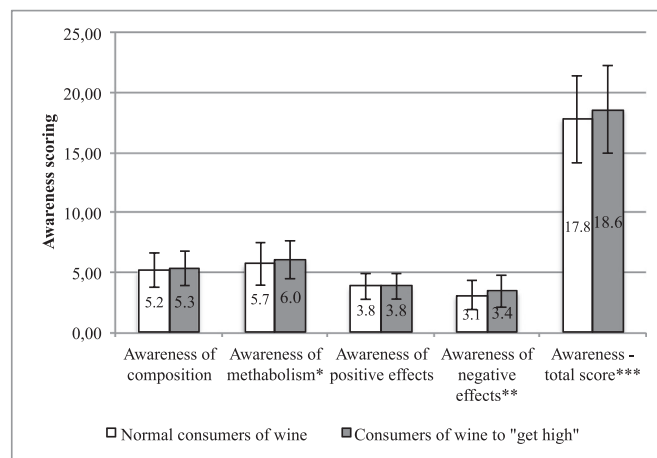 25,00
20,00
15,00
10,00
5,00
0,00
Awareness scoring
5.2
5.3
5.7
6.0
3.8
3.8
3.1
3.4
17.8
18.6
Awareness of
composition
Awareness of
methabolism*
Awareness of
positive effects
Awareness of
negative
effects**
Awareness -
total score***
Normal consumers of wine
Consumers of wine to "get high"